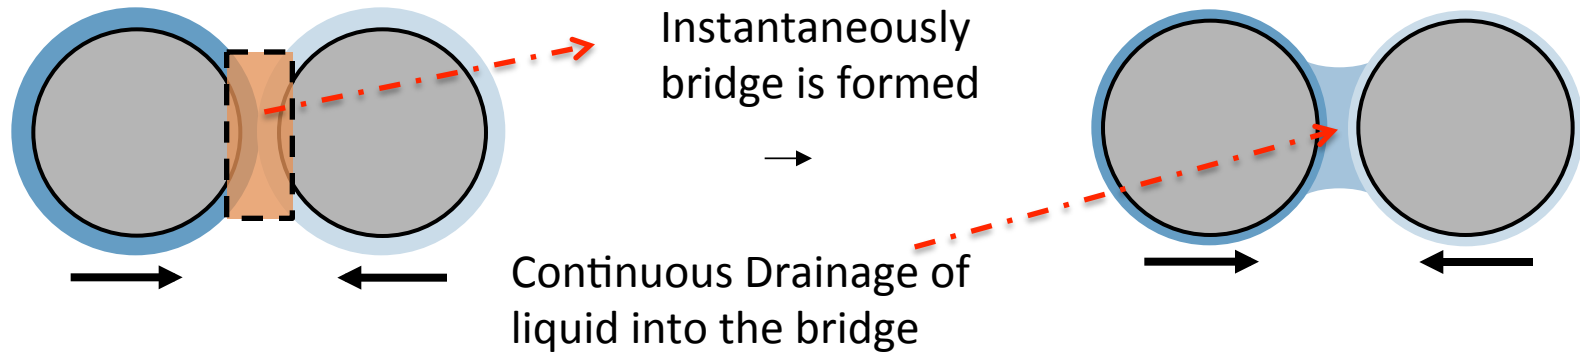 Instantaneously
bridge is formed
Continuous Drainage of
liquid into the bridge